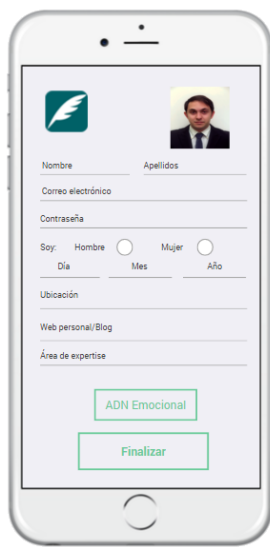 Nombre Apellidos
Correo electrónico
Contraseña
Soy: Hombre Mujer
Día Mes Año
Ubicación
Web personal/Blog
Área de expertise
ADN Emocional
Finalizar